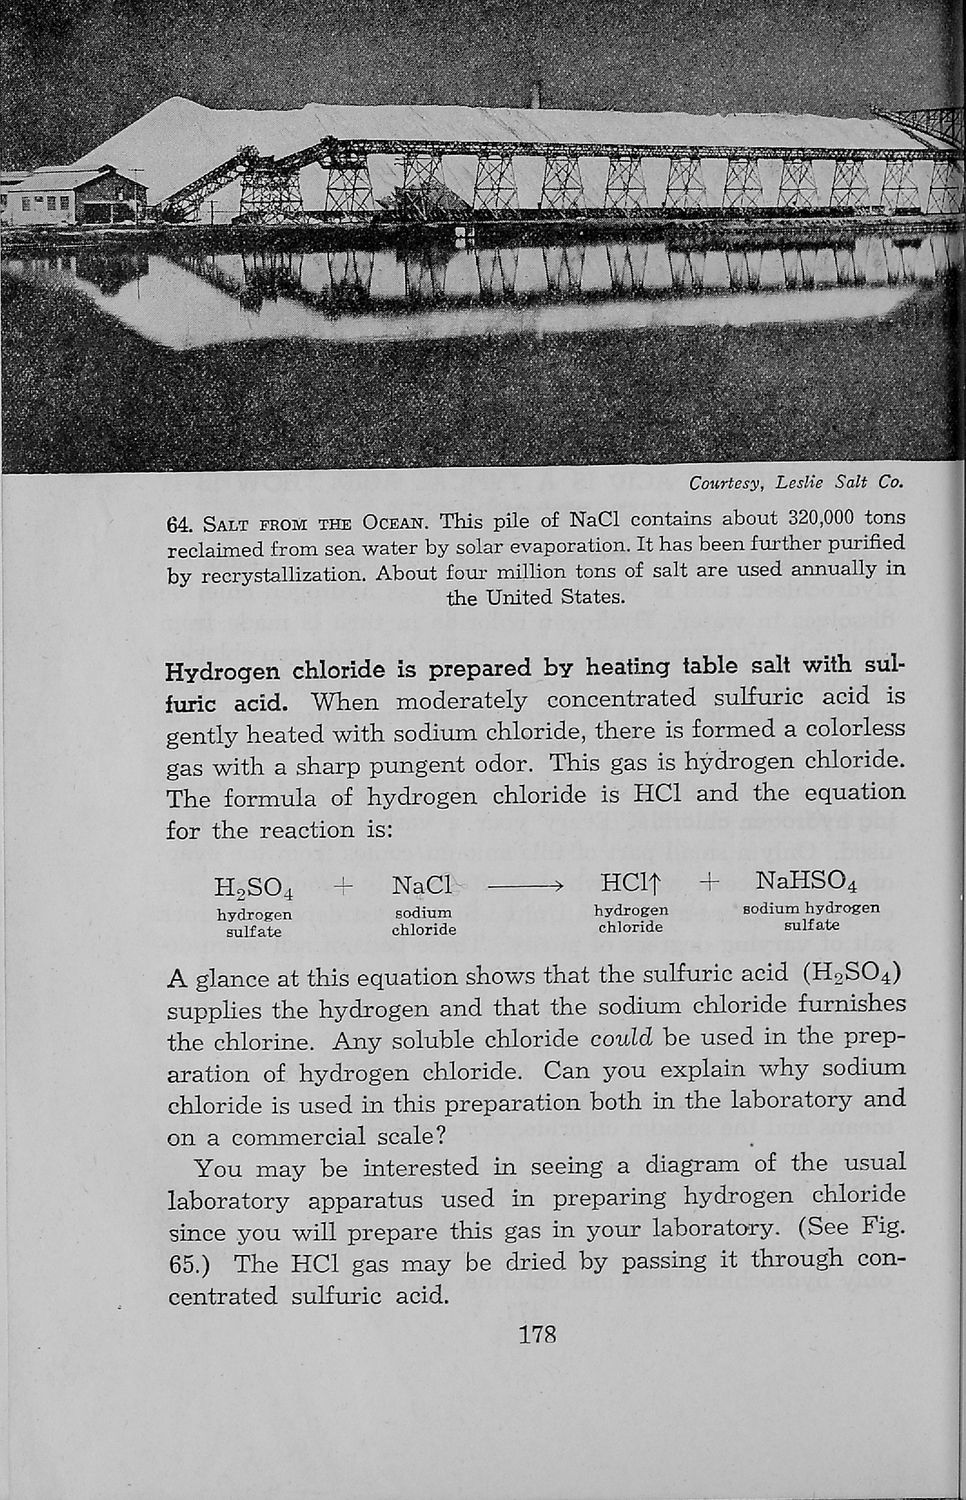 Courtesy, Leslie Salt Co.
64. SALT FROM THE OCEAN. This pile of NaCl contains about 320,000 tons
reclaimed from sea water by solar evaporation. It has been further purified
by recrystallization. About four million tons of salt are used annually in
the United States.
Hydrogen chloride is prepared by heating table salt with sul-
furic acid. When moderately concentrated sulfuric acid is
gently heated with sodium chloride, there is formed a colorless
gas with a sharp pungent odor. This gas is hydrogen chloride.
The formula of hydrogen chloride is HCl and the equation
for the reaction is:
H₂SO₄ + NaCl ⟶ HCl↑ + NaHSO₄
hydrogen sodium hydrogen sodium hydrogen
sulfate chloride chloride sulfate
A glance at this equation shows that the sulfuric acid (H₂SO₄)
supplies the hydrogen and that the sodium chloride furnishes
the chlorine. Any soluble chloride could be used in the prep-
aration of hydrogen chloride. Can you explain why sodium
chloride is used in this preparation both in the laboratory and
on a commercial scale?
You may be interested in seeing a diagram of the usual
laboratory apparatus used in preparing hydrogen chloride
since you will prepare this gas in your laboratory. (See Fig.
65.) The HCl gas may be dried by passing it through con-
centrated sulfuric acid.
178